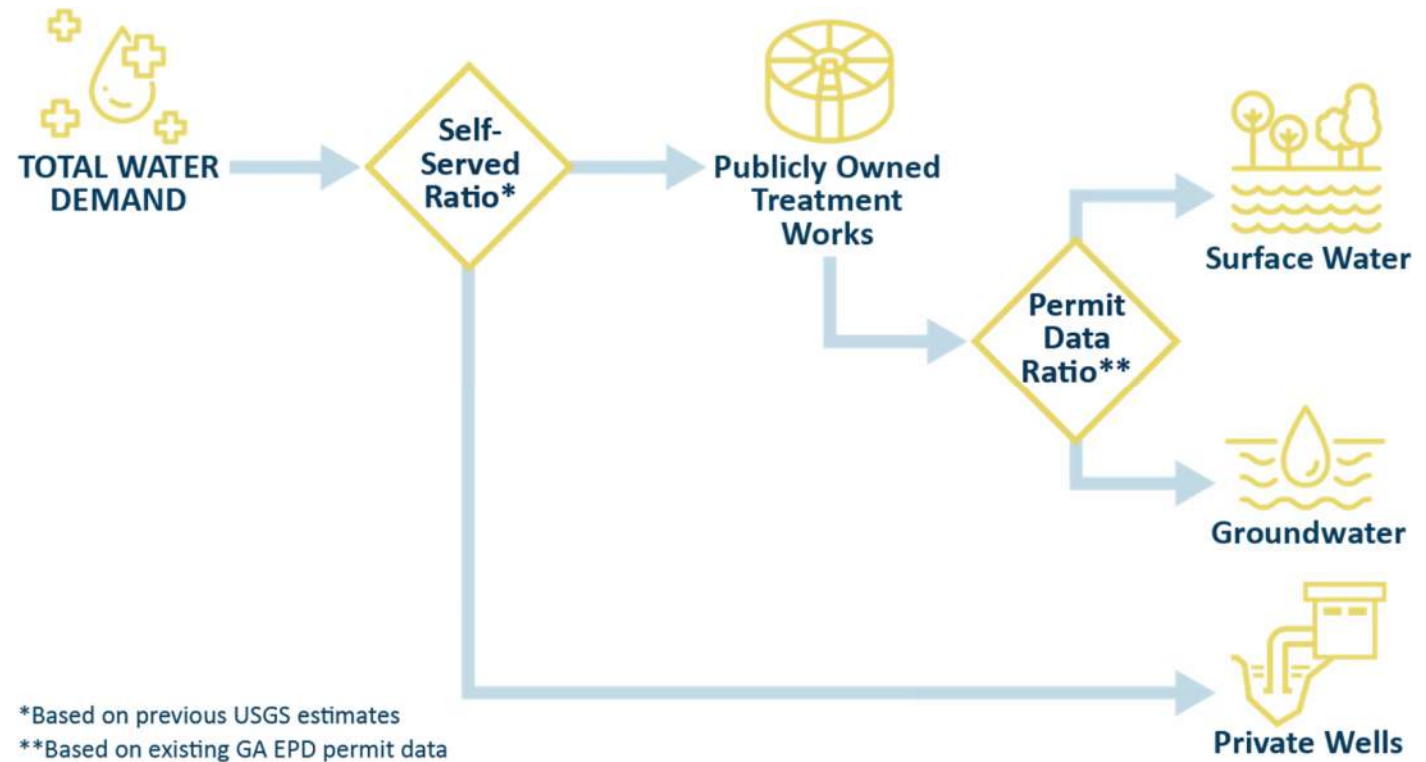 TOTAL WATER
DEMAND
Self-
Served
Ratio*
Publicly Owned
Treatment
Works
Permit
Data
Ratio**
Surface Water
Groundwater
Private Wells
*Based on previous USGS estimates
**Based on existing GA EPD permit data